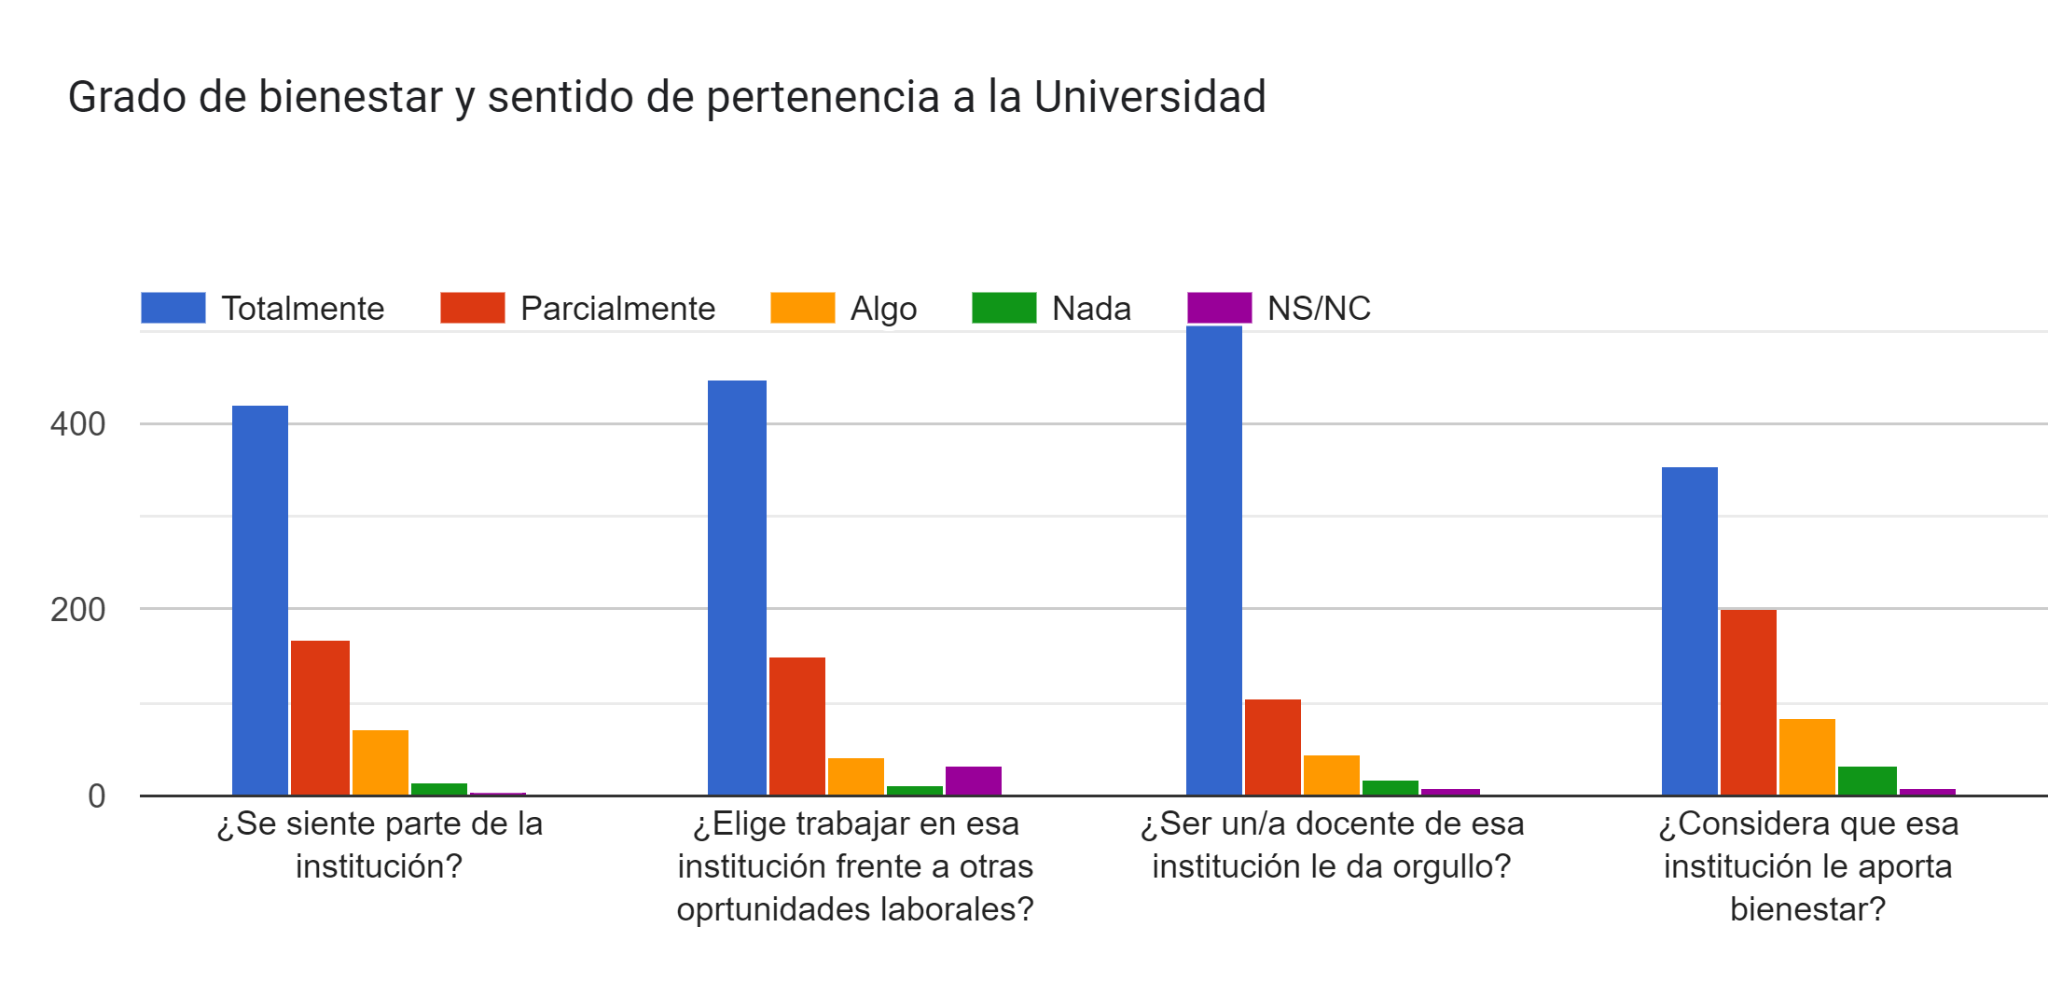 Grado de bienestar y sentido de pertenencia a la Universidad
Totalmente Parcialmente Algo Nada NS/NC
400
200
0
¿Se siente parte de la
institución?
¿Elige trabajar en esa
institución frente a otras
oprtunidades laborales?
¿Ser un/a docente de esa
institución le da orgullo?
¿Considera que esa
institución le aporta
bienestar?